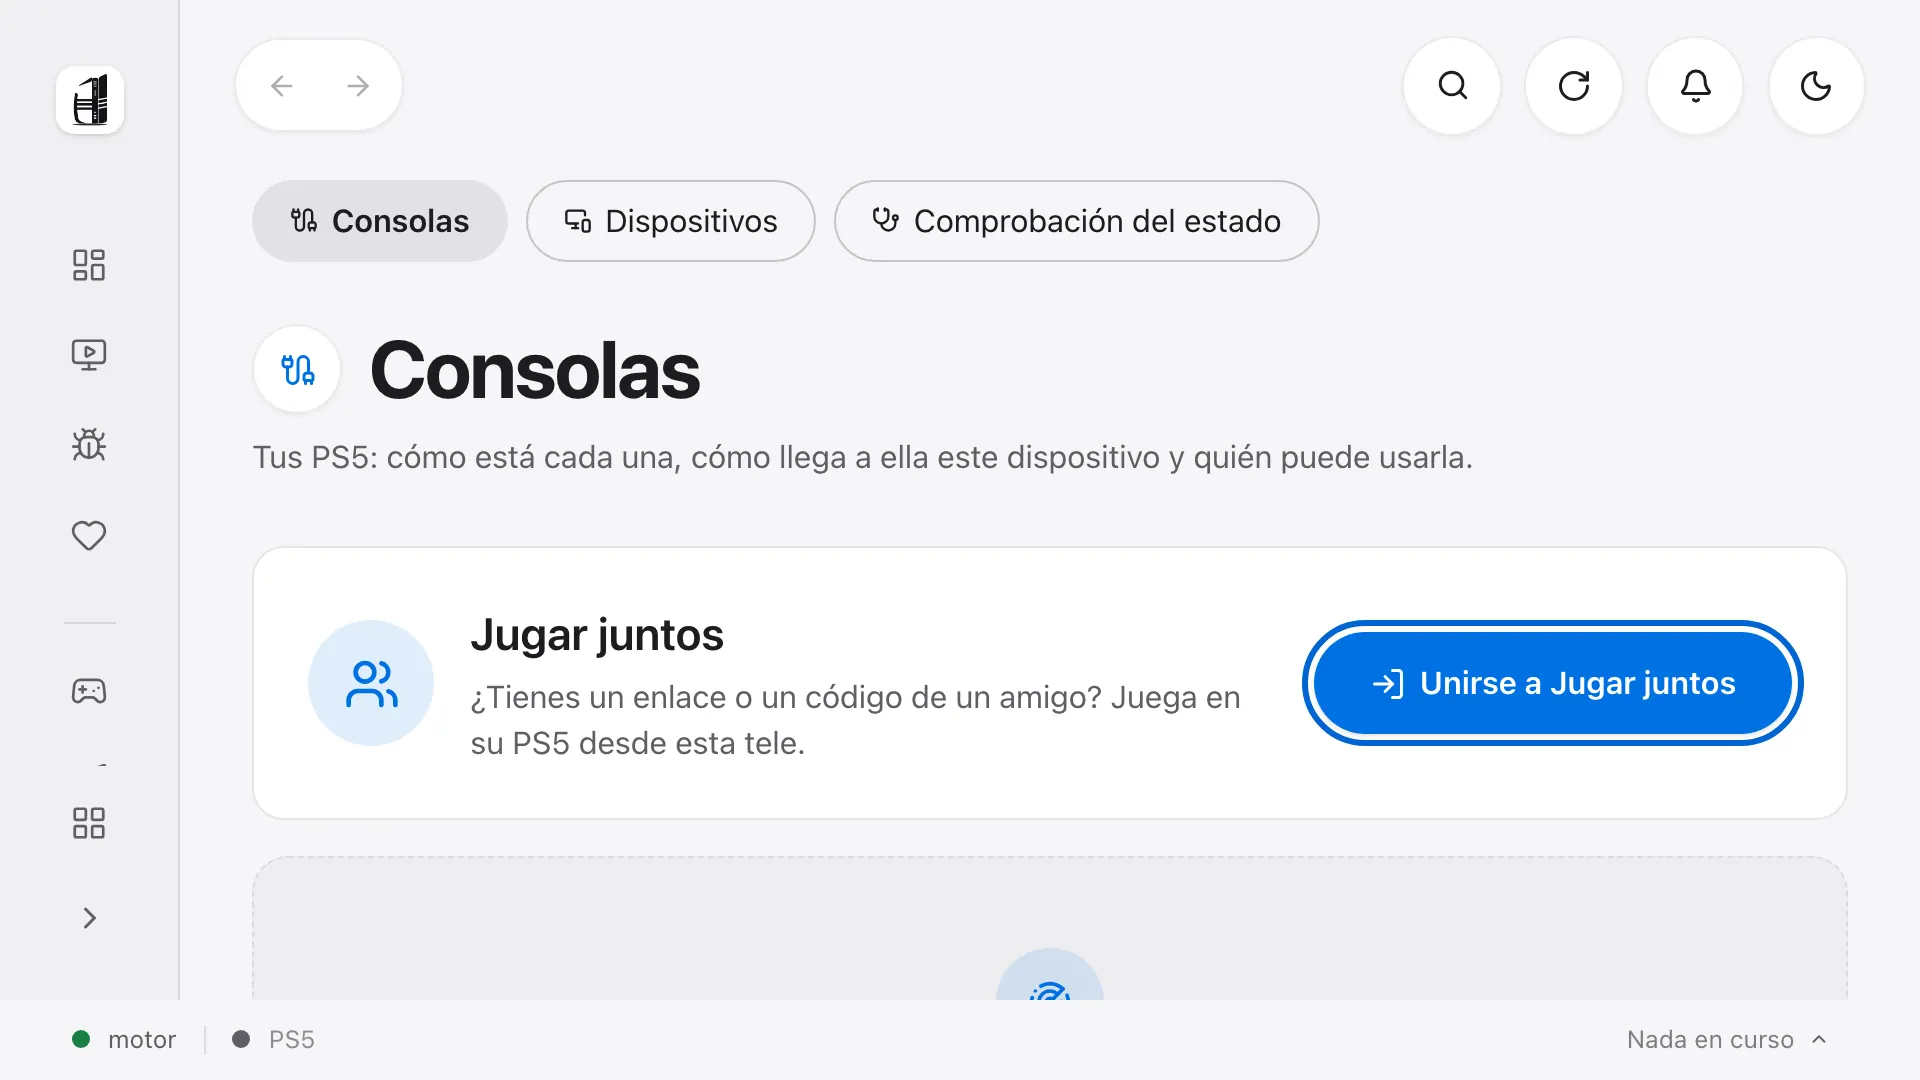 Consolas
Dispositivos
Comprobación del estado
Consolas
Tus PS5: cómo está cada una, cómo llega a ella este dispositivo y quién puede usarla.
Jugar juntos
¿Tienes un enlace o un código de un amigo? Juega en
su PS5 desde esta tele.
Unirse a Jugar juntos
motor
PS5
Nada en curso